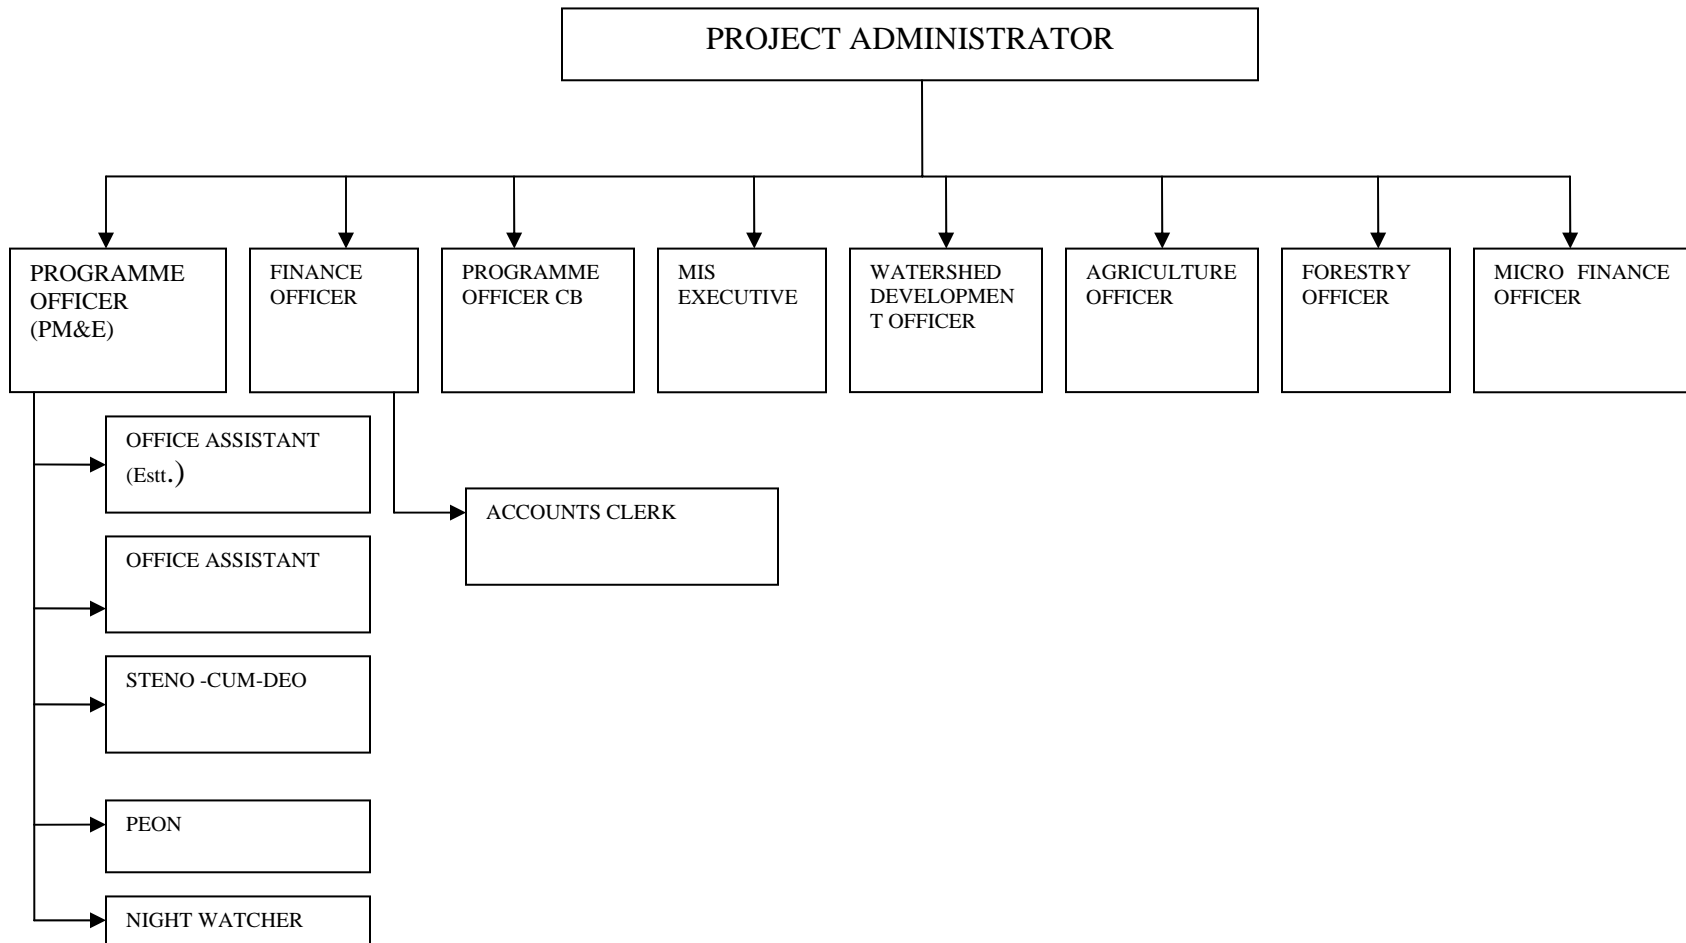 PROJECT ADMINISTRATOR
PROGRAMME
OFFICER
(PM&E)
FINANCE
OFFICER
PROGRAMME
OFFICER CB
MIS
EXECUTIVE
WATERSHED
DEVELOPMEN
T OFFICER
AGRICULTURE
OFFICER
FORESTRY
OFFICER
MICRO FINANCE
OFFICER
OFFICE ASSISTANT
(Estt.)
ACCOUNTS CLERK
OFFICE ASSISTANT
STENO -CUM-DEO
PEON
NIGHT WATCHER